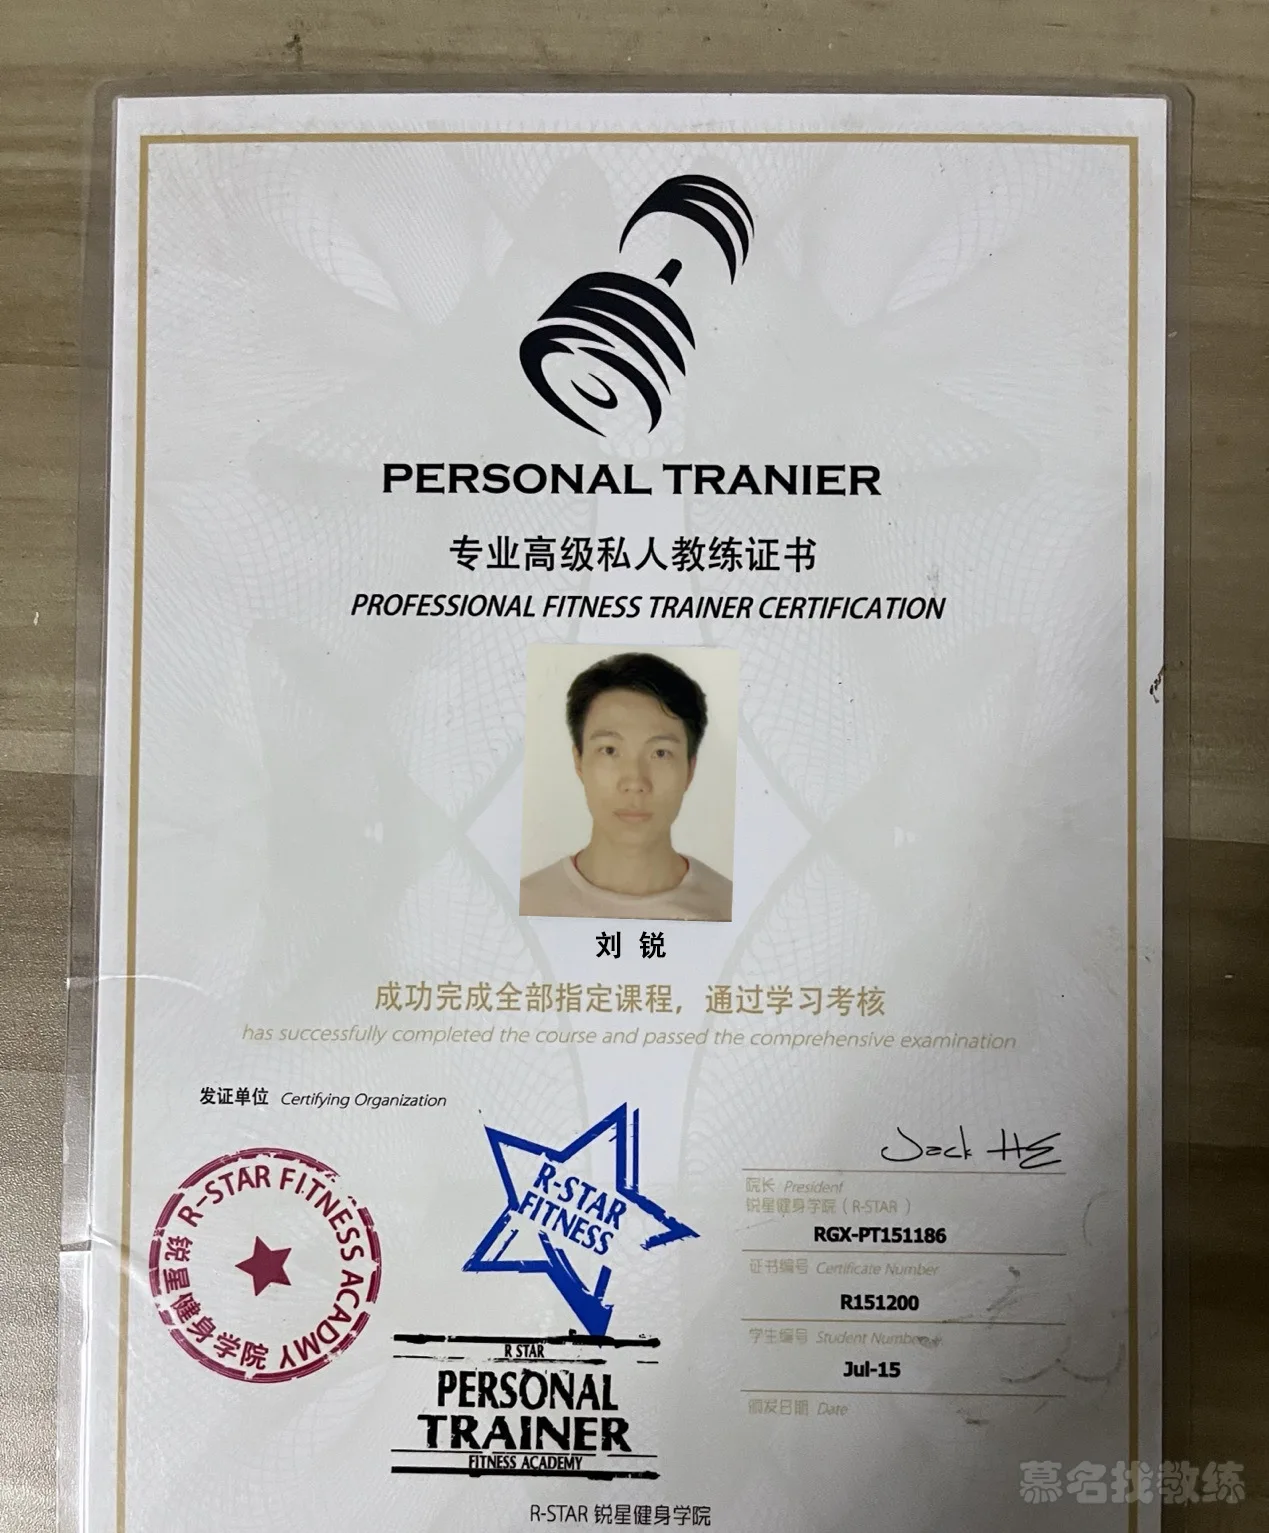 PERSONAL TRANIER
专业高级私人教练证书
PROFESSIONAL FITNESS TRAINER CERTIFICATION
刘 锐
成功完成全部指定课程，通过学习考核
has successfully completed the course and passed the comprehensive examination
发证单位 Certifying Organization
R-STAR FITNESS ACADMY
锐星健身学院
R-STAR
FITNESS
R STAR
PERSONAL
TRAINER
FITNESS ACADEMY
Jack HE
院长 President
锐星健身学院（R-STAR）
RGX-PT151186
证书编号 Certificate Number
R151200
学生编号 Student Number
Jul-15
颁发日期 Date
R-STAR 锐星健身学院
慕名找教练